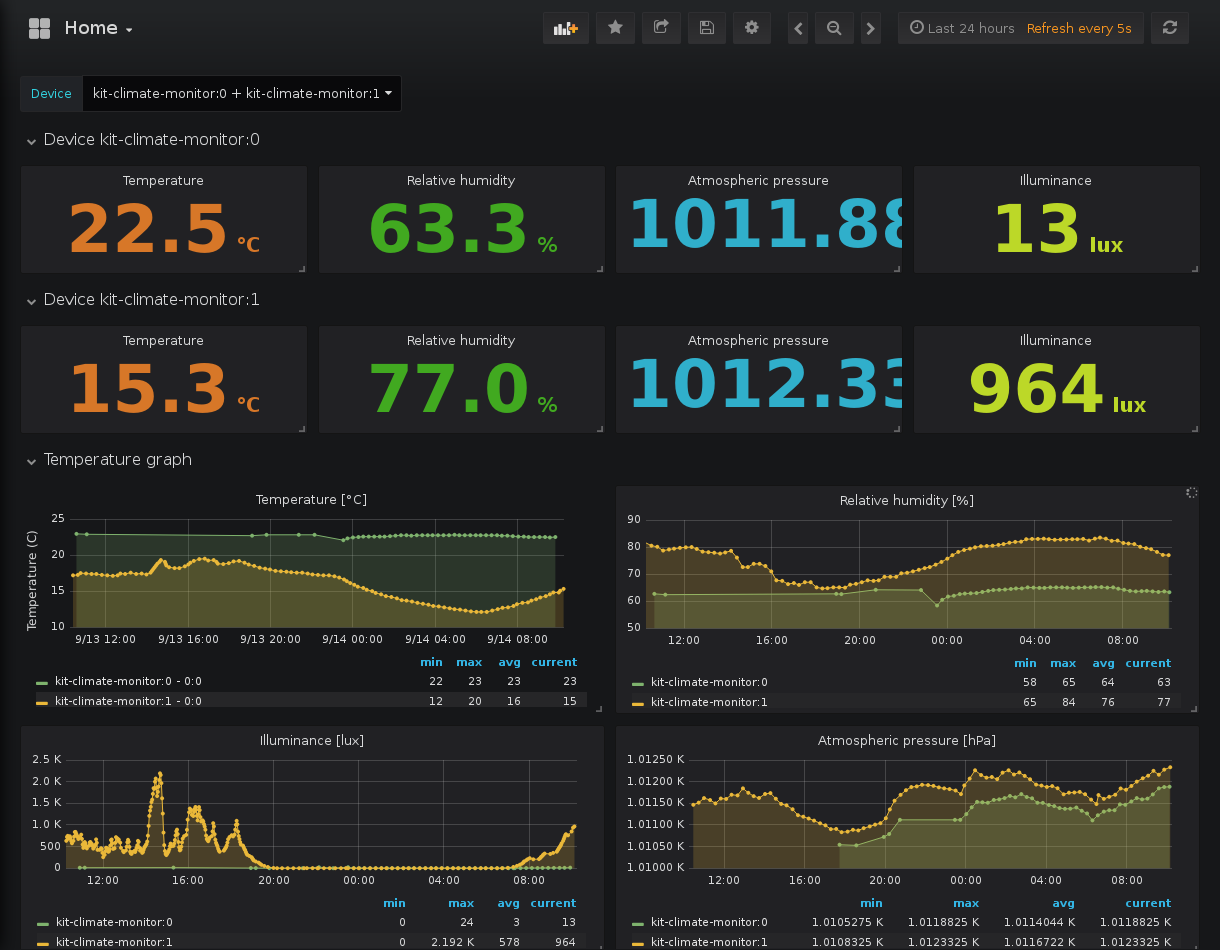 Home
Last 24 hours Refresh every 5s
Device kit-climate-monitor:0 + kit-climate-monitor:1
Device kit-climate-monitor:0
Temperature Relative humidity Atmospheric pressure Illuminance
22.5 °C 63.3 % 1011.88 13 lux
Device kit-climate-monitor:1
Temperature Relative humidity Atmospheric pressure Illuminance
15.3 °C 77.0 % 1012.33 964 lux
Temperature graph
Temperature [°C]
Temperature (C)
25
20
15
10
9/13 12:00 9/13 16:00 9/13 20:00 9/14 00:00 9/14 04:00 9/14 08:00
min max avg current
kit-climate-monitor:0 - 0:0 22 23 23 23
kit-climate-monitor:1 - 0:0 12 20 16 15
Relative humidity [%]
90
80
70
60
50
12:00 16:00 20:00 00:00 04:00 08:00
min max avg current
kit-climate-monitor:0 58 65 64 63
kit-climate-monitor:1 65 84 76 77
Illuminance [lux]
2.5 K
2.0 K
1.5 K
1.0 K
500
0
12:00 16:00 20:00 00:00 04:00 08:00
min max avg current
kit-climate-monitor:0 0 24 3 13
kit-climate-monitor:1 0 2.192 K 578 964
Atmospheric pressure [hPa]
1.01250 K
1.01200 K
1.01150 K
1.01100 K
1.01050 K
1.01000 K
12:00 16:00 20:00 00:00 04:00 08:00
min max avg current
kit-climate-monitor:0 1.0105275 K 1.0118825 K 1.0114044 K 1.0118825 K
kit-climate-monitor:1 1.0108325 K 1.0123325 K 1.0116722 K 1.0123325 K